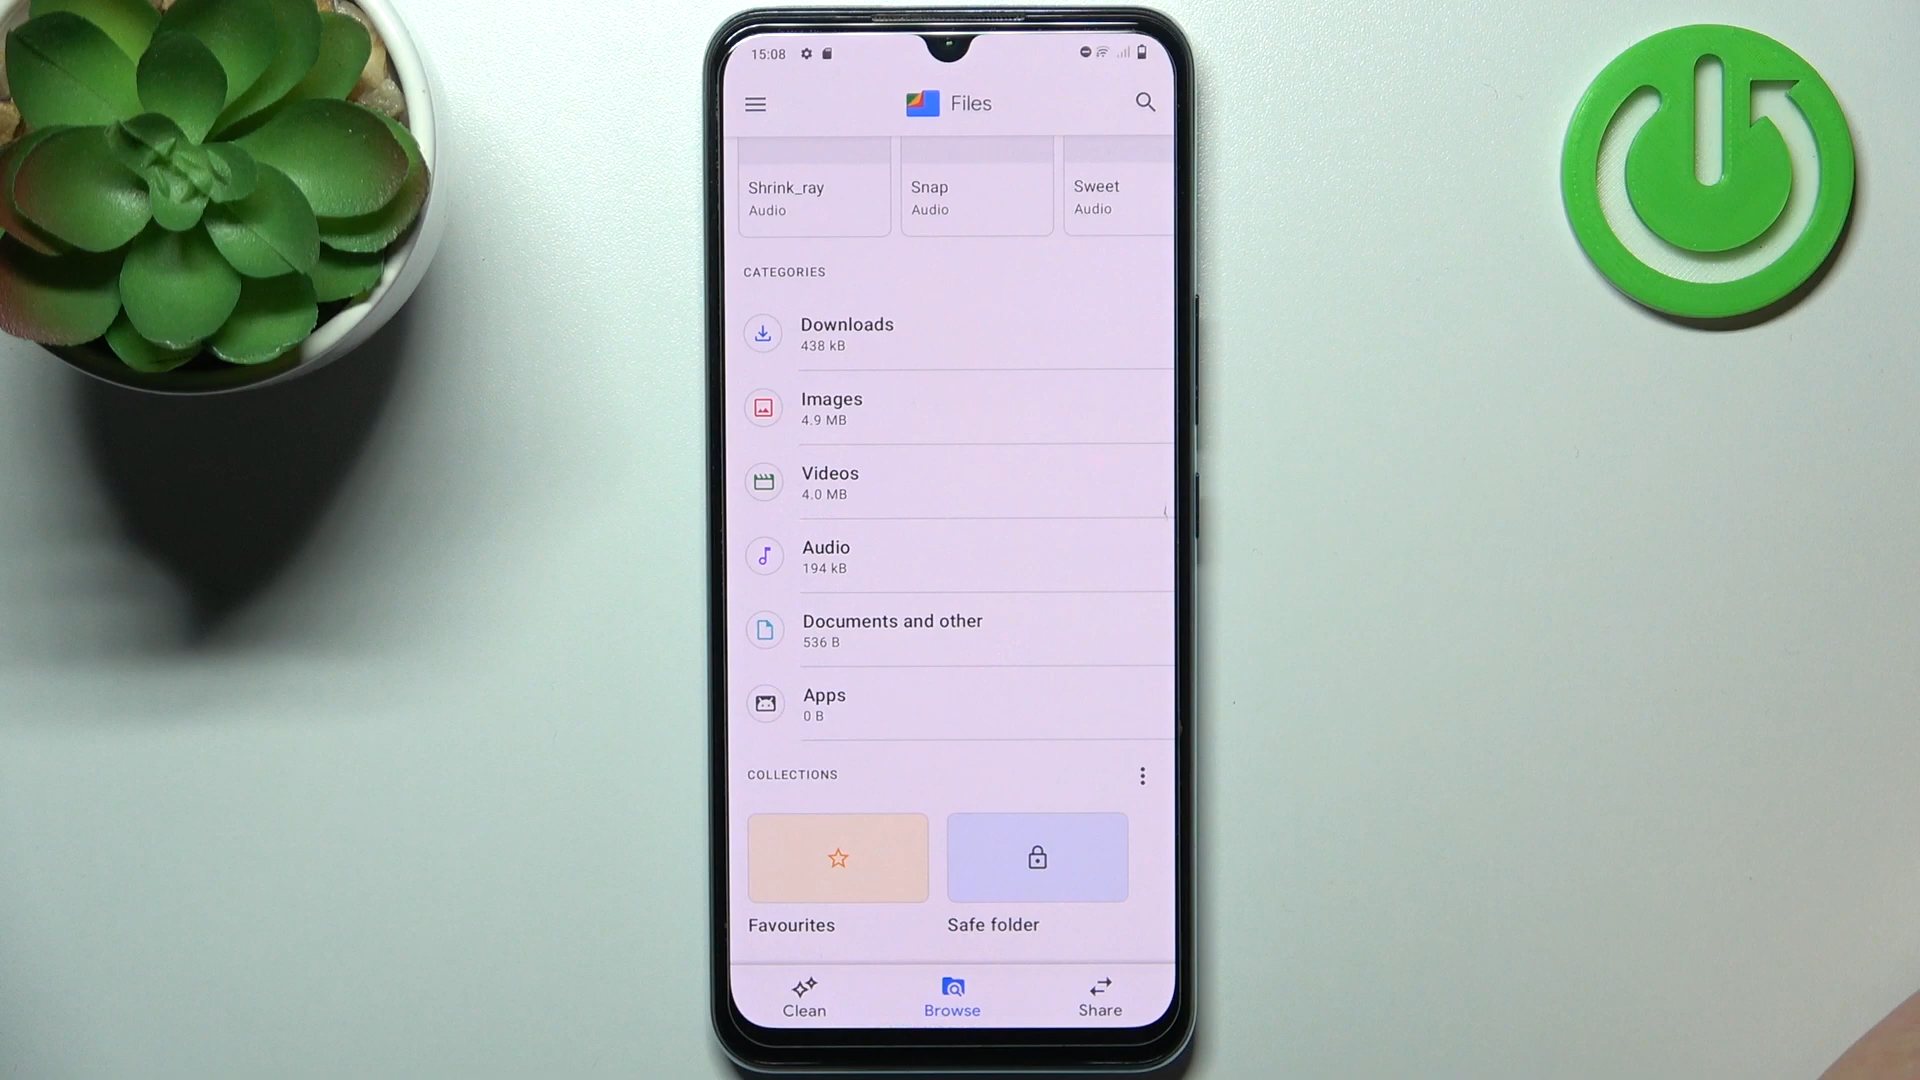 15:08
Files
Shrink_ray
Audio
Snap
Audio
Sweet
Audio
CATEGORIES
Downloads
438 kB
Images
4.9 MB
Videos
4.0 MB
Audio
194 kB
Documents and other
536 B
Apps
0 B
COLLECTIONS
Favourites
Safe folder
Clean
Browse
Share